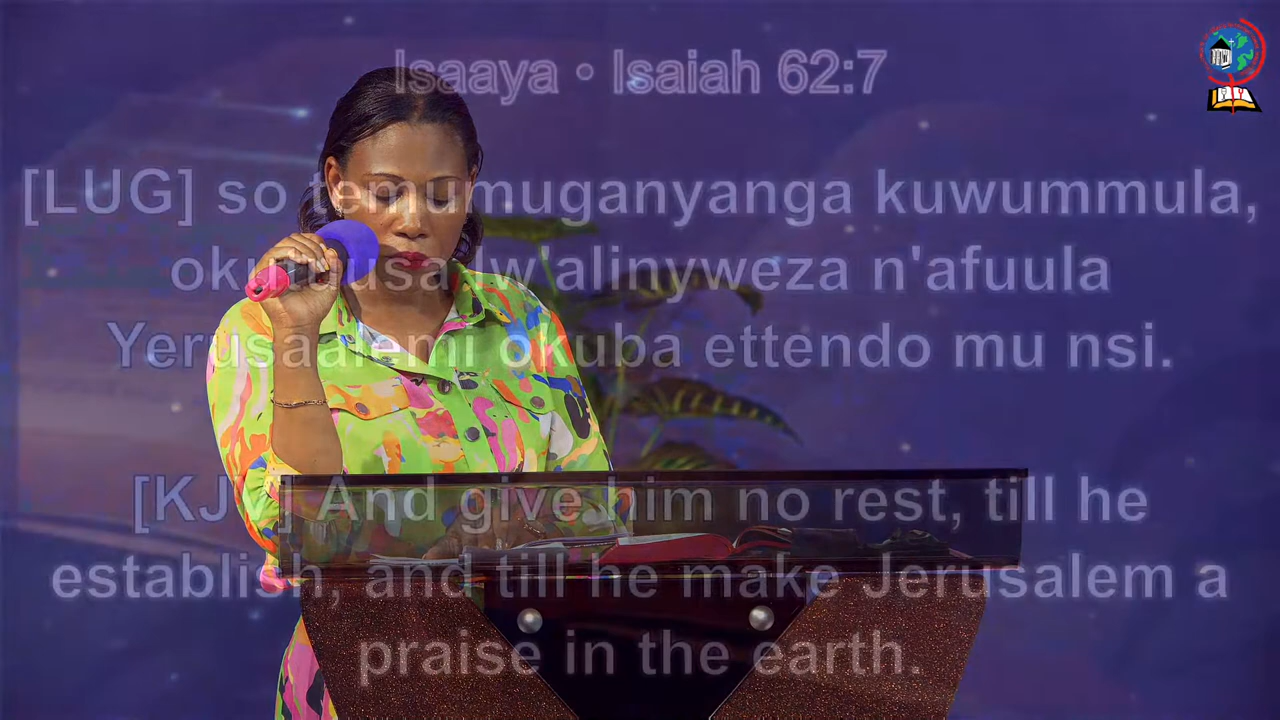 Isaaya • Isaiah 62:7
[LUG] so temumuganyanga kuwummula,
okutuusa lw'alinyweza n'afuula
Yerusaalemi okuba ettendo mu nsi.
[KJV] And give him no rest, till he
establish, and till he make Jerusalem a
praise in the earth.